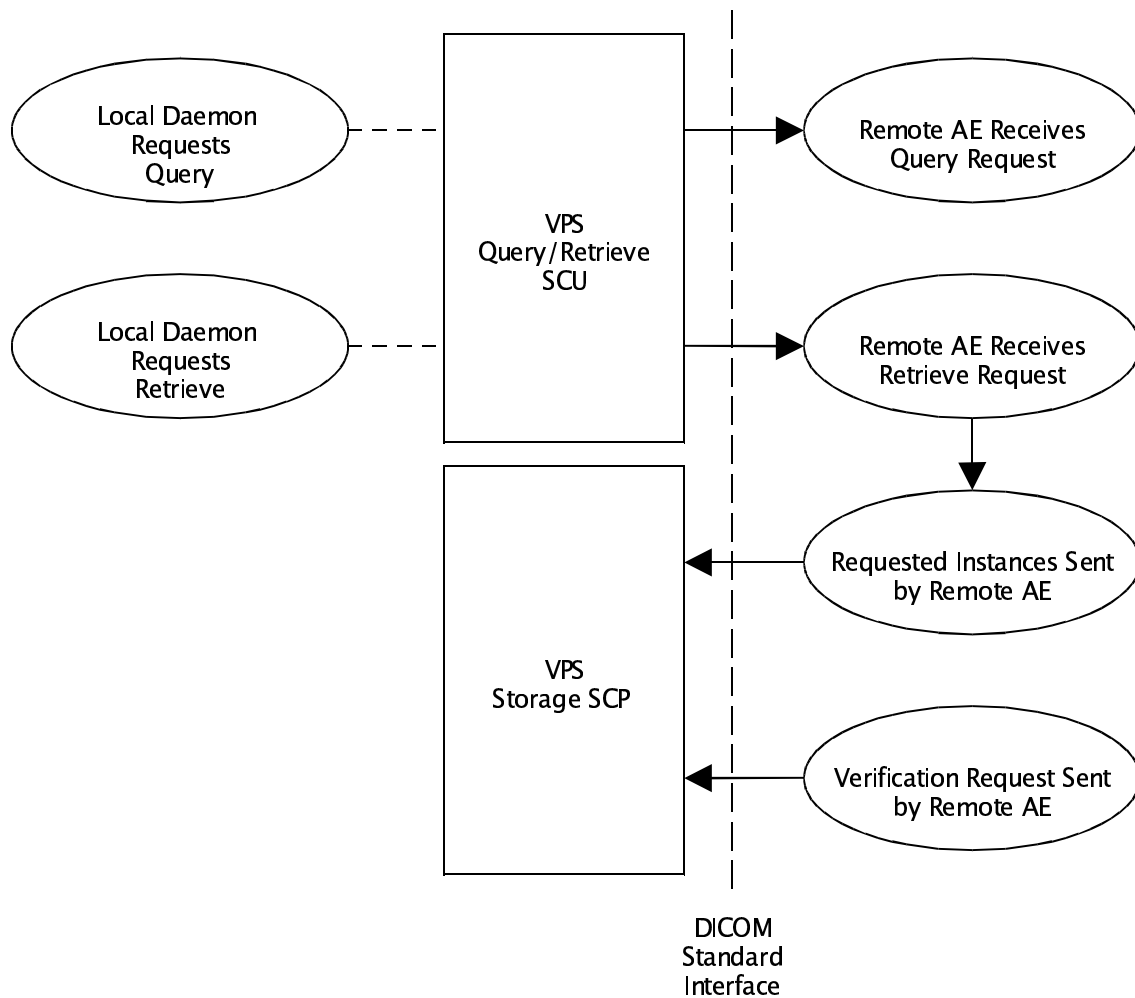 Local Daemon
Requests
Query
Remote AE Receives
Query Request
VPS
Query/Retrieve
SCU
Local Daemon
Requests
Retrieve
Remote AE Receives
Retrieve Request
Requested Instances Sent
by Remote AE
VPS
Storage SCP
Verification Request Sent
by Remote AE
DICOM
Standard
Interface